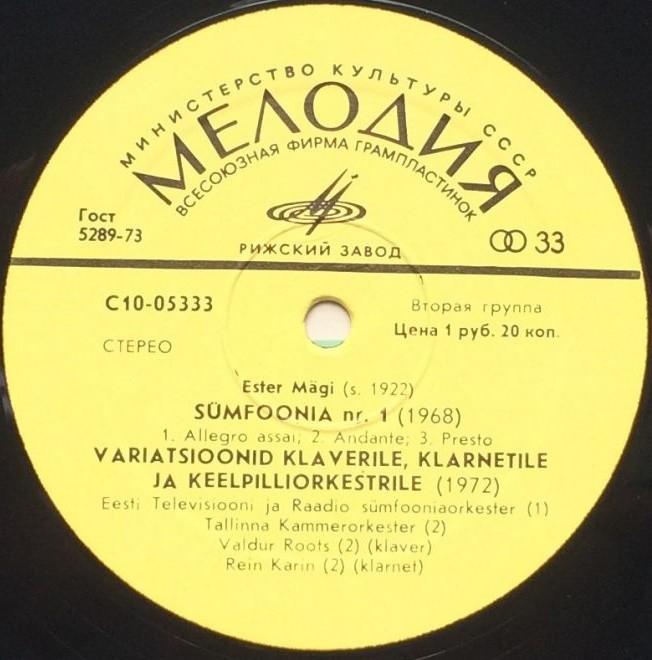 МИНИСТЕРСТВО КУЛЬТУРЫ СССР
МЕЛОДИЯ
ВСЕСОЮЗНАЯ ФИРМА ГРАМПЛАСТИНОК
Гост
5289-73
РИЖСКИЙ ЗАВОД
33
С10-05333
Вторая группа
Цена 1 руб. 20 коп.
СТЕРЕО
Ester Mägi (s. 1922)
SÜMFOONIA nr. 1 (1968)
1. Allegro assai; 2. Andante; 3. Presto
VARIATSIOONID KLAVERILE, KLARNETILE
JA KEELPILLIORKESTRILE (1972)
Eesti Televisiooni ja Raadio sümfooniaorkester (1)
Tallinna Kammerorkester (2)
Valdur Roots (2) (klaver)
Rein Karin (2) (klarnet)